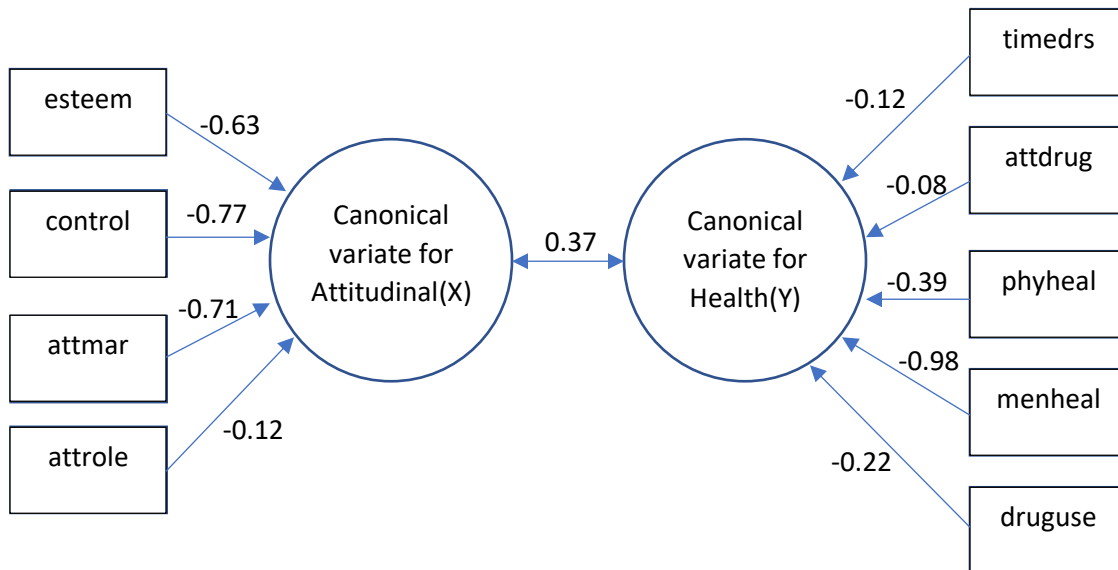 esteem
control
attmar
attrole
-0.63
-0.77
-0.71
-0.12
Canonical
variate for
Attitudinal(X)
0.37
Canonical
variate for
Health(Y)
-0.12
-0.08
-0.39
-0.98
-0.22
timedrs
attdrug
phyheal
menheal
druguse